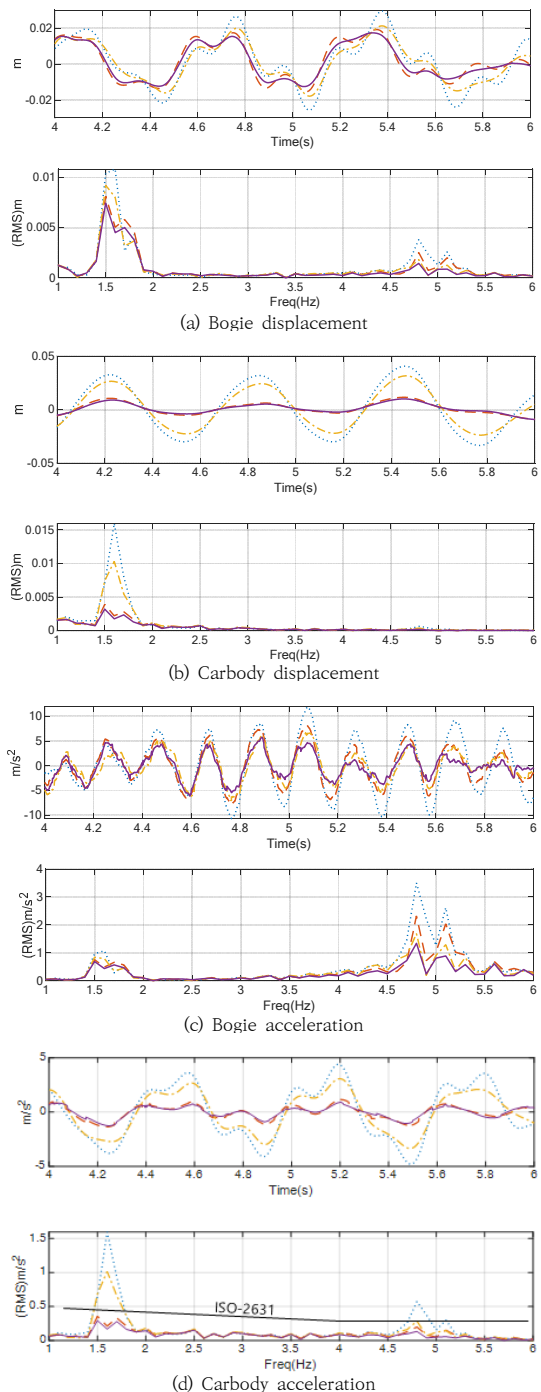 0.02
0
-0.02
m
4 4.2 4.4 4.6 4.8 5 5.2 5.4 5.6 5.8 6
Time(s)
0.01
0.005
0
(RMS)m
1 1.5 2 2.5 3 3.5 4 4.5 5 5.5 6
Freq(Hz)
(a) Bogie displacement
0.05
0
-0.05
m
4 4.2 4.4 4.6 4.8 5 5.2 5.4 5.6 5.8 6
Time(s)
0.015
0.01
0.005
0
(RMS)m
1 1.5 2 2.5 3 3.5 4 4.5 5 5.5 6
Freq(Hz)
(b) Carbody displacement
10
5
0
-5
-10
m/s²
4 4.2 4.4 4.6 4.8 5 5.2 5.4 5.6 5.8 6
Time(s)
4
3
2
1
0
(RMS)m/s²
1 1.5 2 2.5 3 3.5 4 4.5 5 5.5 6
Freq(Hz)
(c) Bogie acceleration
5
0
-5
m/s²
4 4.2 4.4 4.6 4.8 5 5.2 5.4 5.6 5.8 6
Time(s)
1.5
1
0.5
0
(RMS)m/s²
ISO-2631
1 1.5 2 2.5 3 3.5 4 4.5 5 5.5 6
Freq(Hz)
(d) Carbody acceleration